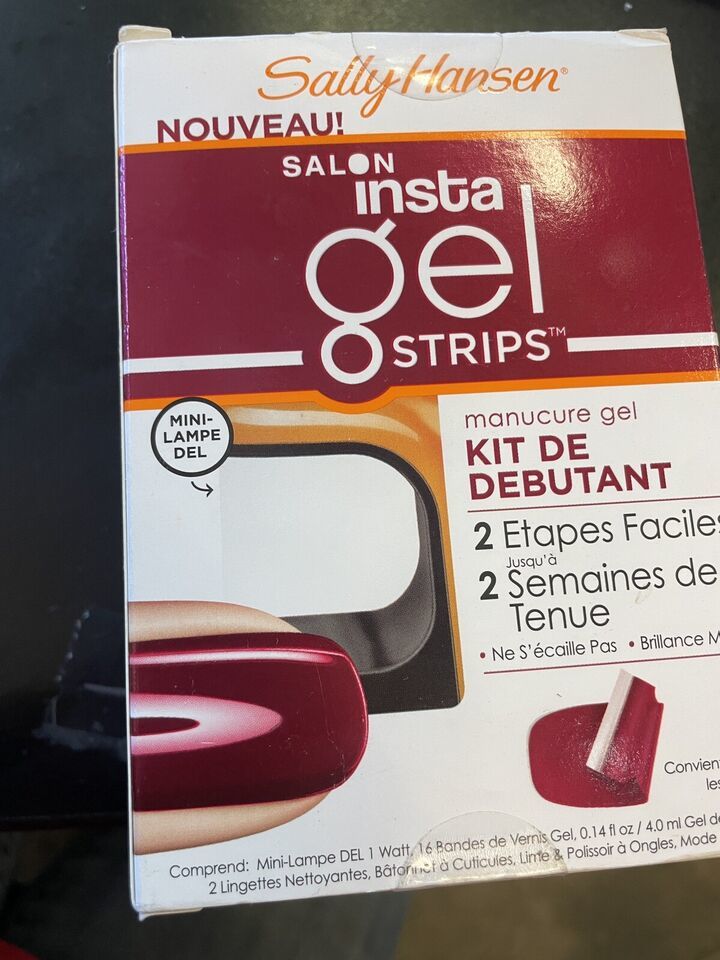 Sally Hansen®
NOUVEAU!
SALON
insta
gel
STRIPS™
MINI-
LAMPE
DEL
manucure gel
KIT DE
DEBUTANT
2 Etapes Faciles
Jusqu'à
2 Semaines de
Tenue
• Ne S'écaille Pas • Brillance M
Convien
les
Comprend: Mini-Lampe DEL 1 Watt, 16 Bandes de Vernis Gel, 0.14 fl oz / 4.0 ml Gel de
2 Lingettes Nettoyantes, Bâtonnet à Cuticules, Lime & Polissoir à Ongles, Mode